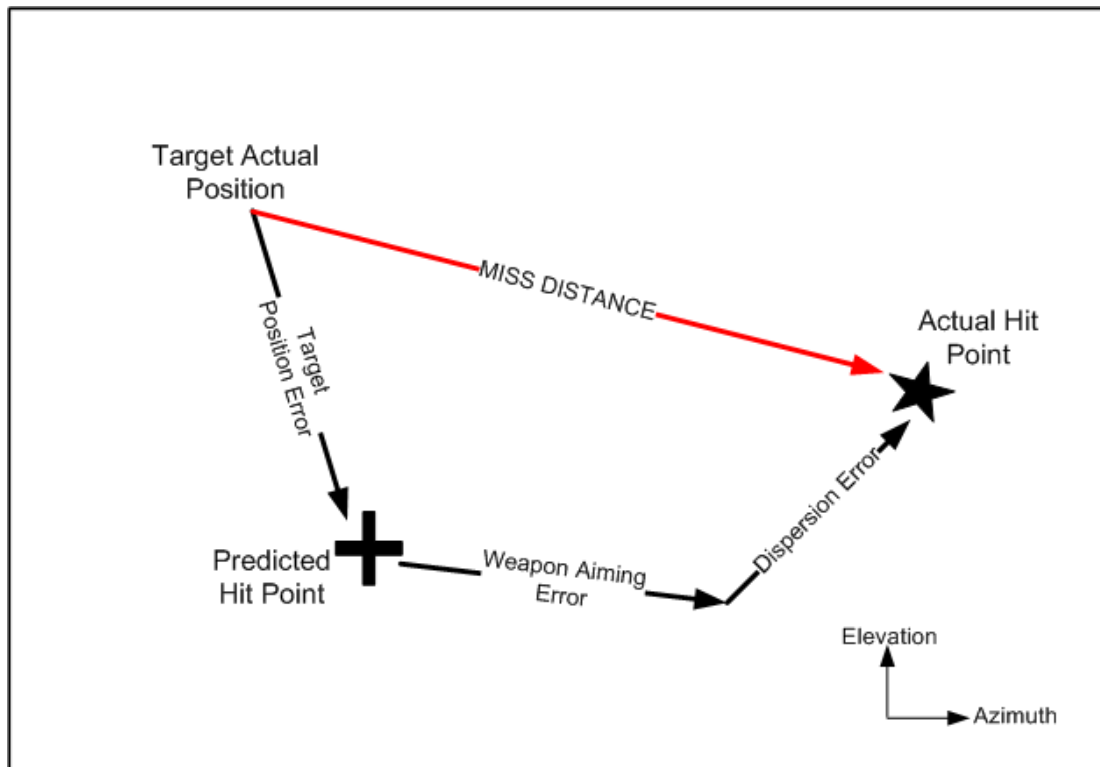 Target Actual
Position
MISS DISTANCE
Actual Hit
Point
Target
Position Error
Dispersion Error
Predicted
Hit Point
Weapon Aiming
Error
Elevation
Azimuth